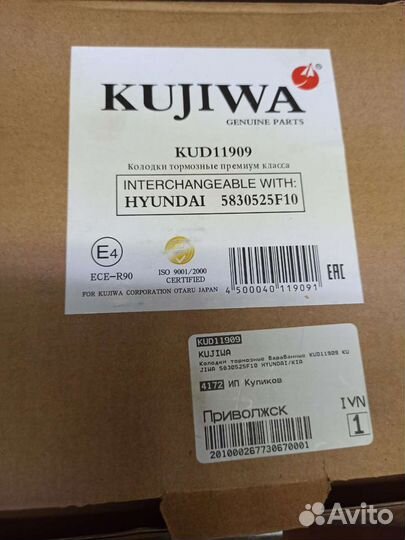 KUJIWA
GENUINE PARTS
KUD11909
Колодки тормозные премиум класса
INTERCHANGEABLE WITH:
HYUNDAI 5830525F10
E4
ECE-R90
ISO 9001/2000
CERTIFIED
4 500040 119091
EAC
FOR KUJIWA CORPORATION OTARU JAPAN
KUD11909
KUJIWA
Колодки тормозные барабанные KUD11909 KU
JIWA 5830525F10 HYUNDAI/KIA
4172 ИП Куликов
Приволжск
IVN
1
201000267730670001
Avito